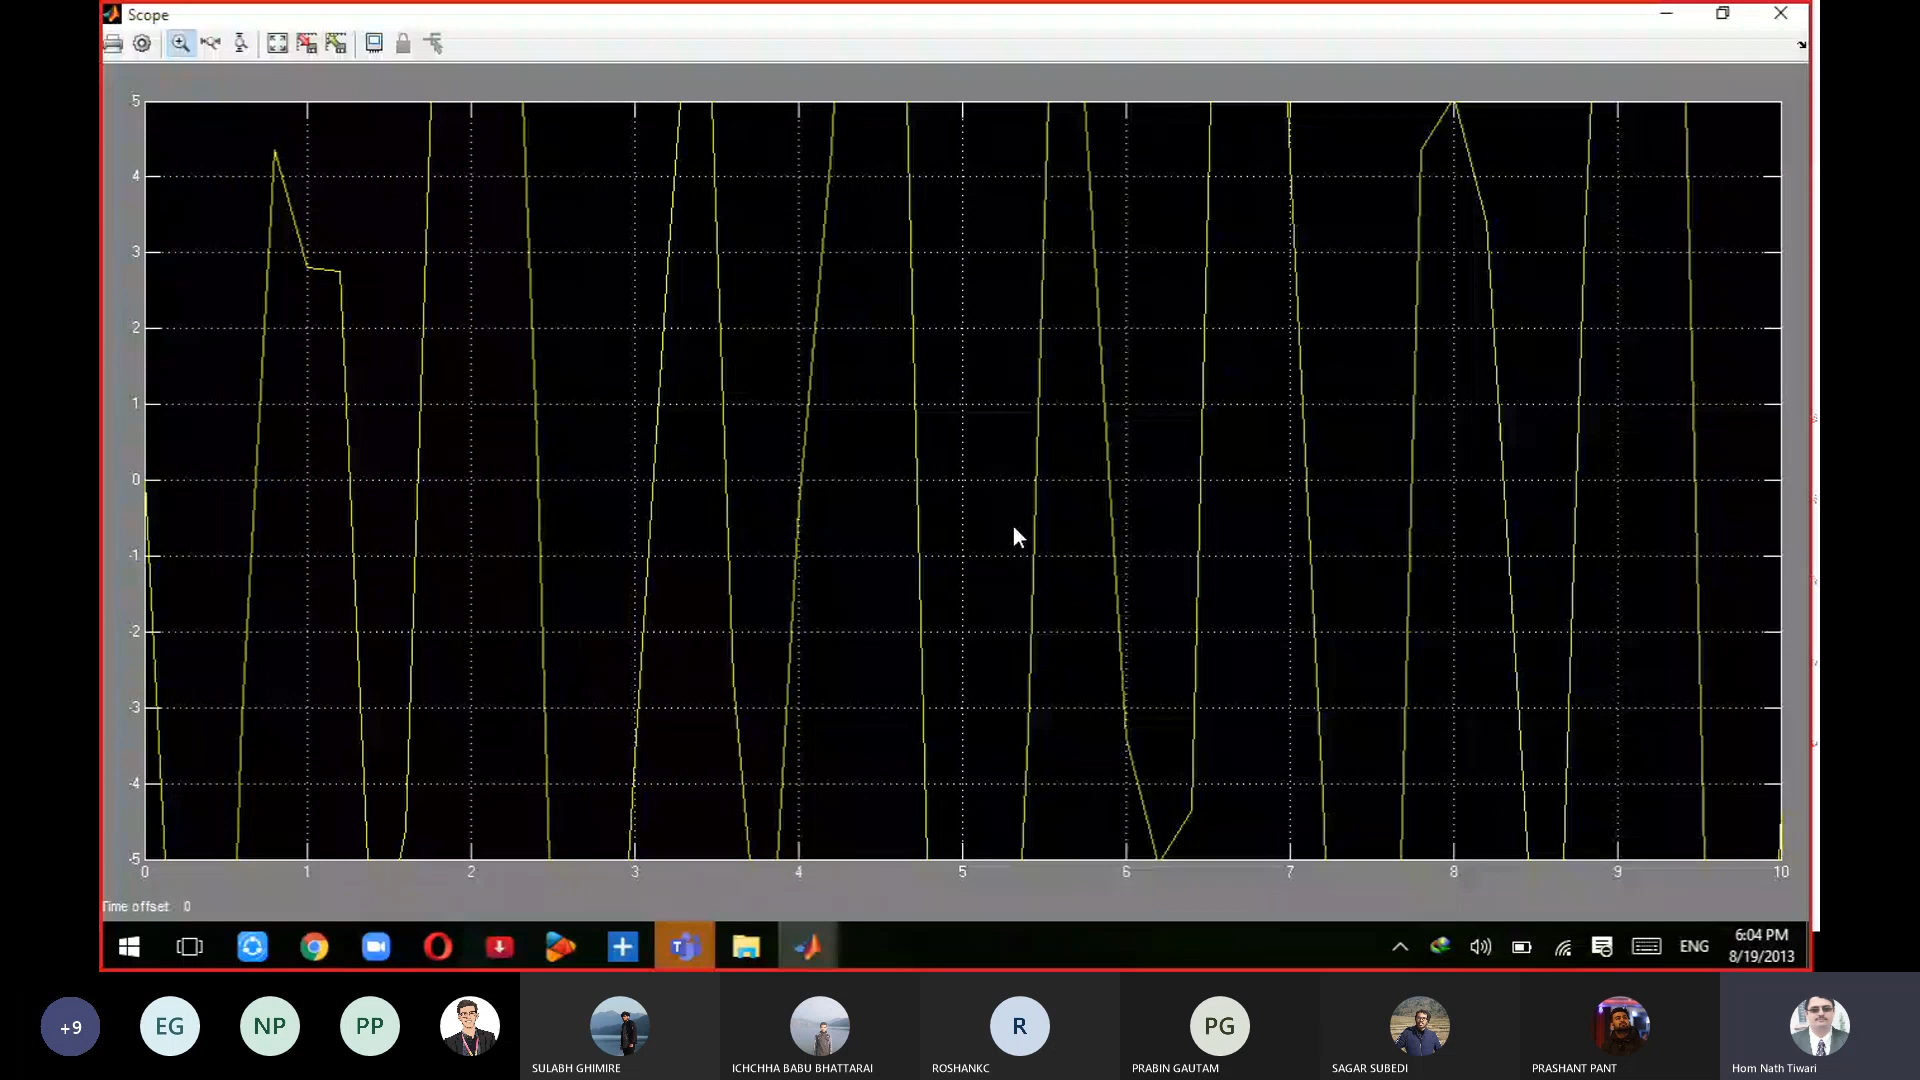 Scope
5
4
3
2
1
0
-1
-2
-3
-4
-5
0 1 2 3 4 5 6 7 8 9 10
Time offset: 0
ENG
6:04 PM
8/19/2013
+9
EG
NP
PP
R
PG
SULABH GHIMIRE
ICHCHHA BABU BHATTARAI
ROSHANKC
PRABIN GAUTAM
SAGAR SUBEDI
PRASHANT PANT
Hom Nath Tiwari